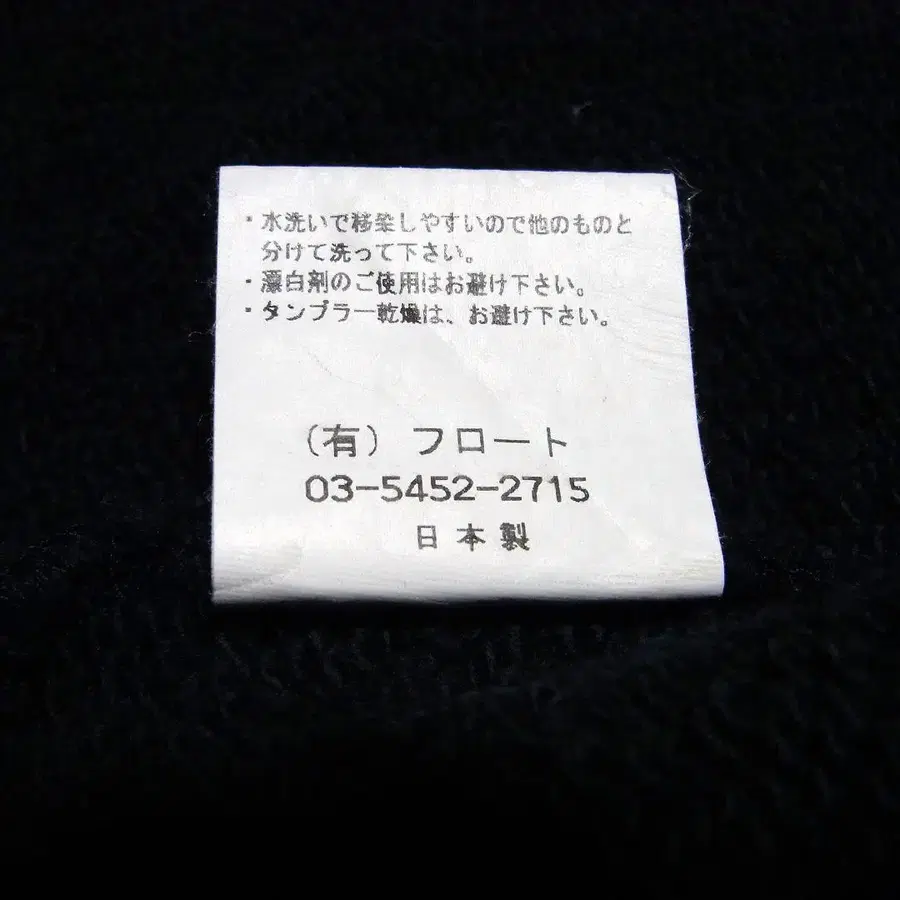 ・水洗いで移染しやすいので他のものと
分けて洗って下さい。
・漂白剤のご使用はお避け下さい。
・タンブラー乾燥は、お避け下さい。
(有) フロート
03-5452-2715
日本製